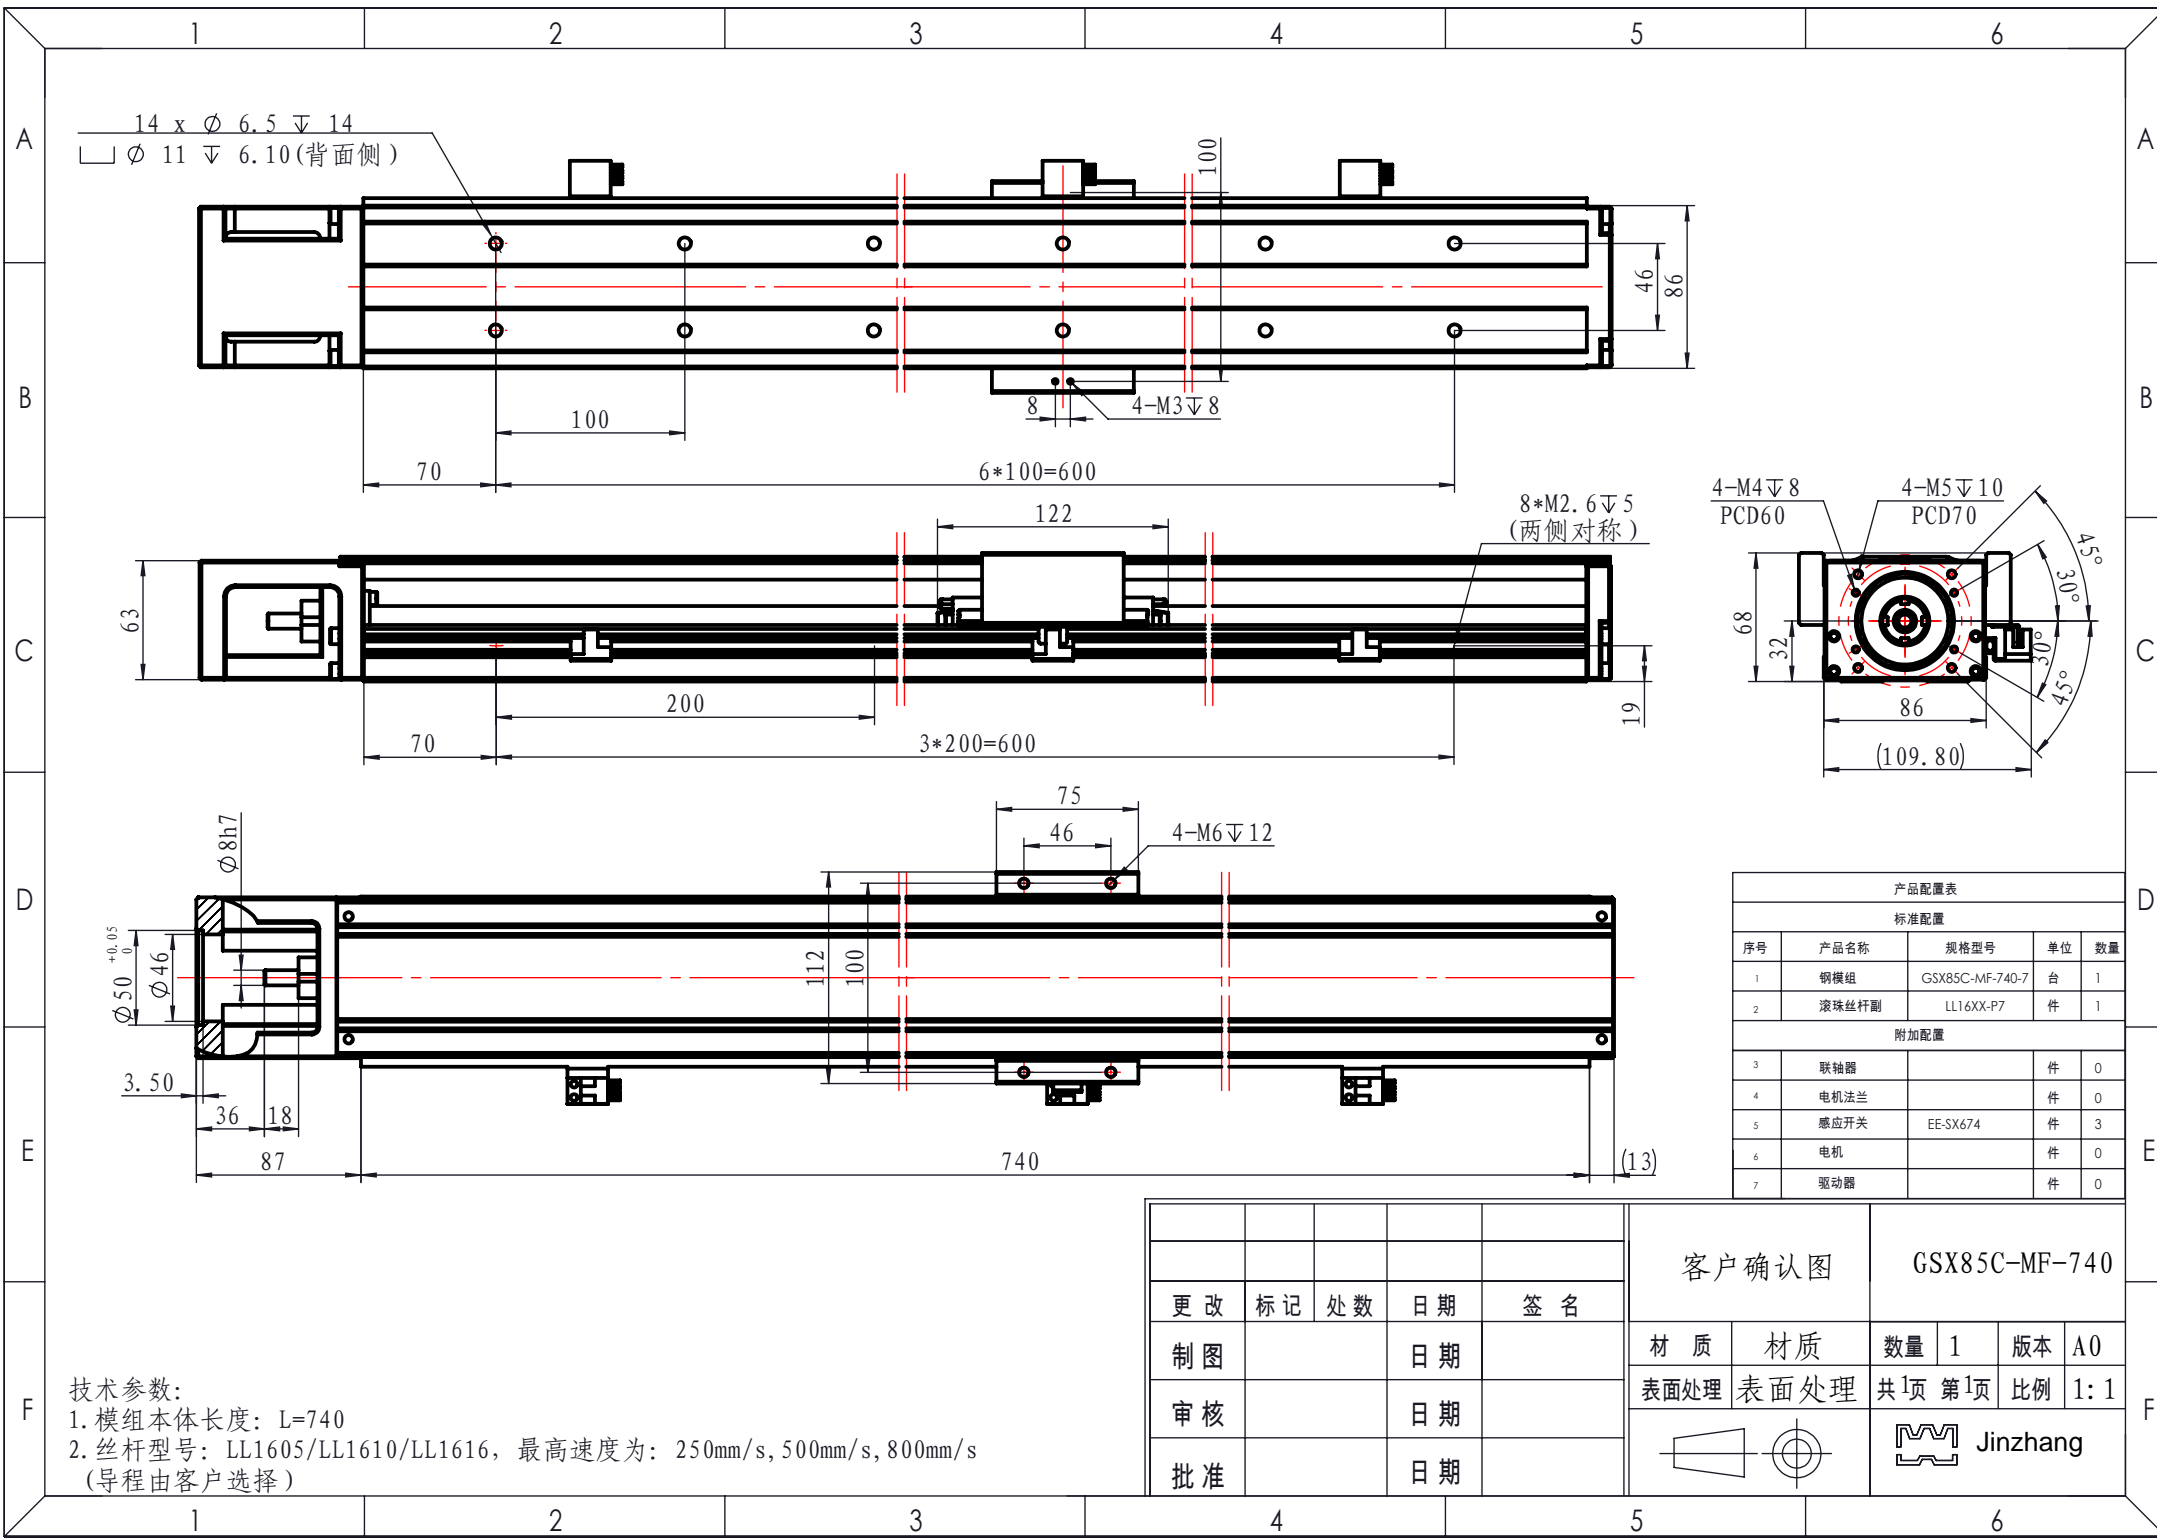 1 2 3 4 5 6
A A
B B
C C
D D
E E
F F
14 x ∅ 6.5 ↧ 14
⌴ ∅ 11 ↧ 6.10(背面侧)
100
46
86
8
4-M3↧8
100
70
6*100=600
122
8*M2.6↧5
(两侧对称)
63
200
70
3*200=600
19
4-M4↧8
PCD60
4-M5↧10
PCD70
45°
30°
30°
45°
68
32
86
(109.80)
75
46
4-M6↧12
∅8h7
∅50 +0.05 0
∅46
112
100
3.50
36
18
87
740
(13)
产品配置表
标准配置
序号 产品名称 规格型号 单位 数量
1 钢模组 GSX85C-MF-740-7 台 1
2 滚珠丝杆副 LL16XX-P7 件 1
附加配置
3 联轴器 件 0
4 电机法兰 件 0
5 感应开关 EE-SX674 件 3
6 电机 件 0
7 驱动器 件 0
更改 标记 处数 日期 签名
制图 日期
审核 日期
批准 日期
客户确认图 GSX85C-MF-740
材质 材质 数量 1 版本 A0
表面处理 表面处理 共1页 第1页 比例 1:1
Jinzhang
技术参数:
1.模组本体长度: L=740
2.丝杆型号: LL1605/LL1610/LL1616, 最高速度为: 250mm/s,500mm/s,800mm/s
(导程由客户选择)
1 2 3 4 5 6